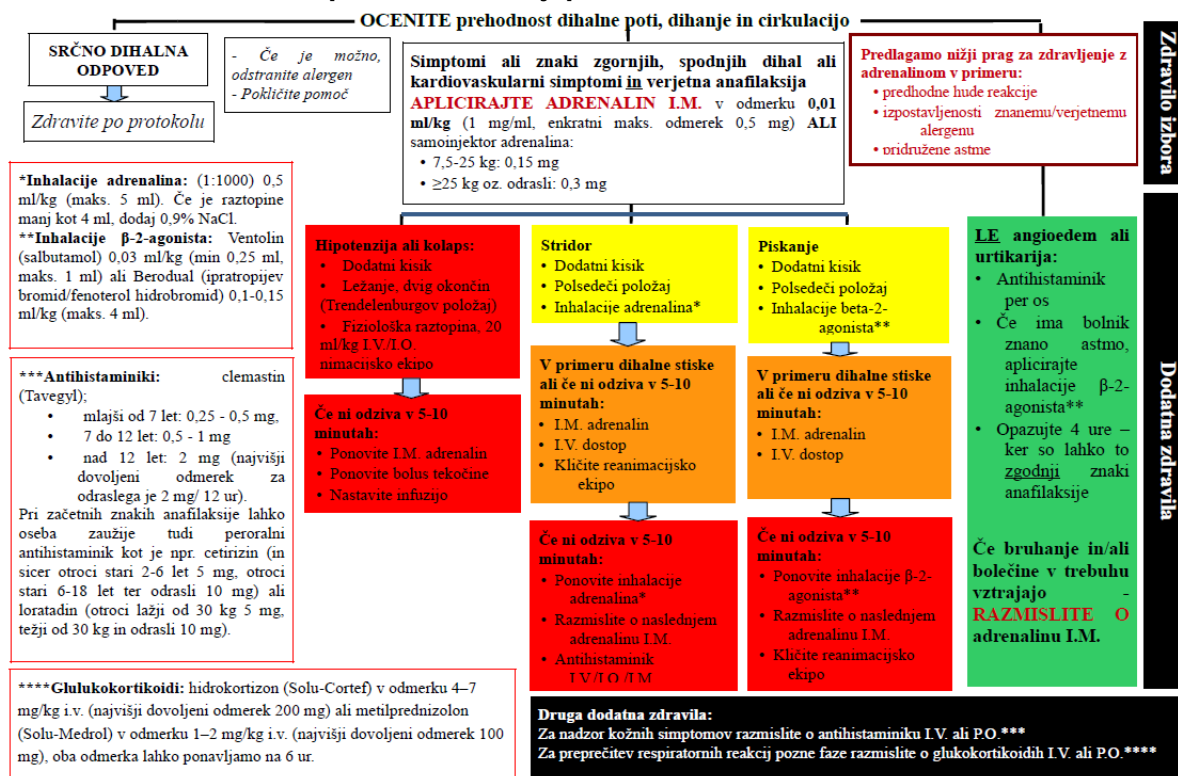 OCENITE prehodnost dihalne poti, dihanje in cirkulacijo
SRČNO DIHALNA
ODPOVED
Zdravite po protokolu
- Če je možno,
odstranite alergen
- Pokličite pomoč
Simptomi ali znaki zgornjih, spodnjih dihal ali
kardiovaskularni simptomi in verjetna anafilaksija
APLICIRAJTE ADRENALIN I.M. v odmerku 0,01
ml/kg (1 mg/ml, enkratni maks. odmerek 0,5 mg) ALI
samoinjektor adrenalina:
• 7,5-25 kg: 0,15 mg
• ≥25 kg oz. odrasli: 0,3 mg
Predlagamo nižji prag za zdravljenje z
adrenalinom v primeru:
• predhodne hude reakcije
• izpostavljenosti znanemu/verjetnemu
alergenu
• pridružene astme
Zdravilo izbora
*Inhalacije adrenalina: (1:1000) 0,5
ml/kg (maks. 5 ml). Če je raztopine
manj kot 4 ml, dodaj 0,9% NaCl.
**Inhalacije β-2-agonista: Ventolin
(salbutamol) 0,03 ml/kg (min 0,25 ml,
maks. 1 ml) ali Berodual (ipratropijev
bromid/fenoterol hidrobromid) 0,1-0,15
ml/kg (maks. 4 ml).
***Antihistaminiki: clemastin
(Tavegyl);
• mlajši od 7 let: 0,25 - 0,5 mg,
• 7 do 12 let: 0,5 - 1 mg
• nad 12 let: 2 mg (najvišji
dovoljeni odmerek za
odraslega je 2 mg/ 12 ur).
Pri začetnih znakih anafilaksije lahko
oseba zaužije tudi peroralni
antihistaminik kot je npr. cetirizin (in
sicer otroci stari 2-6 let 5 mg, otroci
stari 6-18 let ter odrasli 10 mg) ali
loratadin (otroci lažji od 30 kg 5 mg,
težji od 30 kg in odrasli 10 mg).
****Glulukokortikoidi: hidrokortizon (Solu-Cortef) v odmerku 4–7
mg/kg i.v. (najvišji dovoljeni odmerek 200 mg) ali metilprednizolon
(Solu-Medrol) v odmerku 1–2 mg/kg i.v. (najvišji dovoljeni odmerek 100
mg), oba odmerka lahko ponavljamo na 6 ur.
Hipotenzija ali kolaps:
• Dodatni kisik
• Ležanje, dvig okončin
(Trendelenburgov položaj)
• Fiziološka raztopina, 20
ml/kg I.V./I.O.
nimacijsko ekipo
Če ni odziva v 5-10
minutah:
• Ponovite I.M. adrenalin
• Ponovite bolus tekočine
• Nastavite infuzijo
Stridor
• Dodatni kisik
• Polsedeči položaj
• Inhalacije adrenalina*
V primeru dihalne stiske
ali če ni odziva v 5-10
minutah:
• I.M. adrenalin
• I.V. dostop
• Kličite reanimacijsko
ekipo
Če ni odziva v 5-10
minutah:
• Ponovite inhalacije
adrenalina*
• Razmislite o naslednjem
adrenalinu I.M.
• Antihistaminik
I.V./I.O./I.M.
Piskanje
• Dodatni kisik
• Polsedeči položaj
• Inhalacije beta-2-
agonista**
V primeru dihalne stiske
ali če ni odziva v 5-10
minutah:
• I.M. adrenalin
• I.V. dostop
Če ni odziva v 5-10
minutah:
• Ponovite inhalacije β-2-
agonista**
• Razmislite o naslednjem
adrenalinu I.M.
• Kličite reanimacijsko
ekipo
LE angioedem ali
urtikarija:
• Antihistaminik
per os
• Če ima bolnik
znano astmo,
aplicirajte
inhalacije β-2-
agonista**
• Opazujte 4 ure –
ker so lahko to
zgodnji znaki
anafilaksije
Če bruhanje in/ali
bolečine v trebuhu
vztrajajo -
RAZMISLITE O
adrenalinu I.M.
Dodatna zdravila
Druga dodatna zdravila:
Za nadzor kožnih simptomov razmislite o antihistaminiku I.V. ali P.O.***
Za preprečitev respiratornih reakcij pozne faze razmislite o glukokortikoidih I.V. ali P.O.****